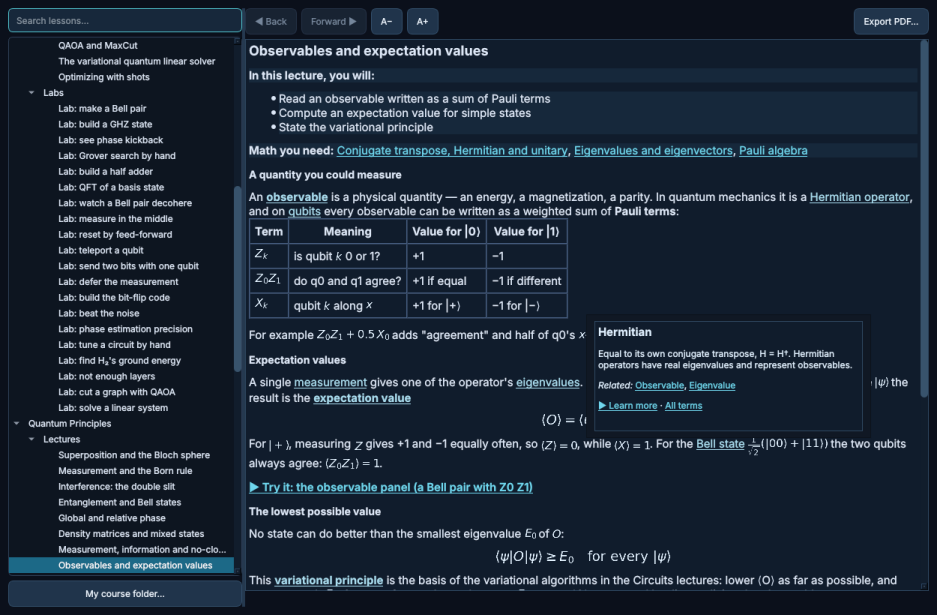 Search lessons...
◀ Back
Forward ▶
A−
A+
Export PDF...
QAOA and MaxCut
The variational quantum linear solver
Optimizing with shots
Labs
Lab: make a Bell pair
Lab: build a GHZ state
Lab: see phase kickback
Lab: Grover search by hand
Lab: build a half adder
Lab: QFT of a basis state
Lab: watch a Bell pair decohere
Lab: measure in the middle
Lab: reset by feed-forward
Lab: teleport a qubit
Lab: send two bits with one qubit
Lab: defer the measurement
Lab: build the bit-flip code
Lab: beat the noise
Lab: phase estimation precision
Lab: tune a circuit by hand
Lab: find H₂'s ground energy
Lab: not enough layers
Lab: cut a graph with QAOA
Lab: solve a linear system
Quantum Principles
Lectures
Superposition and the Bloch sphere
Measurement and the Born rule
Interference: the double slit
Entanglement and Bell states
Global and relative phase
Density matrices and mixed states
Measurement, information and no-clo...
Observables and expectation values
My course folder...
Observables and expectation values
In this lecture, you will:
• Read an observable written as a sum of Pauli terms
• Compute an expectation value for simple states
• State the variational principle
Math you need: Conjugate transpose, Hermitian and unitary, Eigenvalues and eigenvectors, Pauli algebra
A quantity you could measure
An observable is a physical quantity — an energy, a magnetization, a parity. In quantum mechanics it is a Hermitian operator,
and on qubits every observable can be written as a weighted sum of Pauli terms:
Term Meaning Value for |0⟩ Value for |1⟩
Zₖ is qubit k 0 or 1? +1 −1
Z₀Z₁ do q0 and q1 agree? +1 if equal −1 if different
Xₖ qubit k along x +1 for |+⟩ −1 for |−⟩
For example Z₀Z₁ + 0.5 X₀ adds "agreement" and half of q0's x
Expectation values
A single measurement gives one of the operator's eigenvalues. |ψ⟩ the
result is the expectation value
⟨O⟩ = ⟨
For |+⟩, measuring Z gives +1 and −1 equally often, so ⟨Z⟩ = 0, while ⟨X⟩ = 1. For the Bell state 1/√2(|00⟩ + |11⟩) the two qubits
always agree: ⟨Z₀Z₁⟩ = 1.
▶ Try it: the observable panel (a Bell pair with Z0 Z1)
The lowest possible value
No state can do better than the smallest eigenvalue E₀ of O:
⟨ψ|O|ψ⟩ ≥ E₀ for every |ψ⟩
This variational principle is the basis of the variational algorithms in the Circuits lectures: lower ⟨O⟩ as far as possible, and
Hermitian
Equal to its own conjugate transpose, H = H†. Hermitian
operators have real eigenvalues and represent observables.
Related: Observable, Eigenvalue
▶ Learn more · All terms